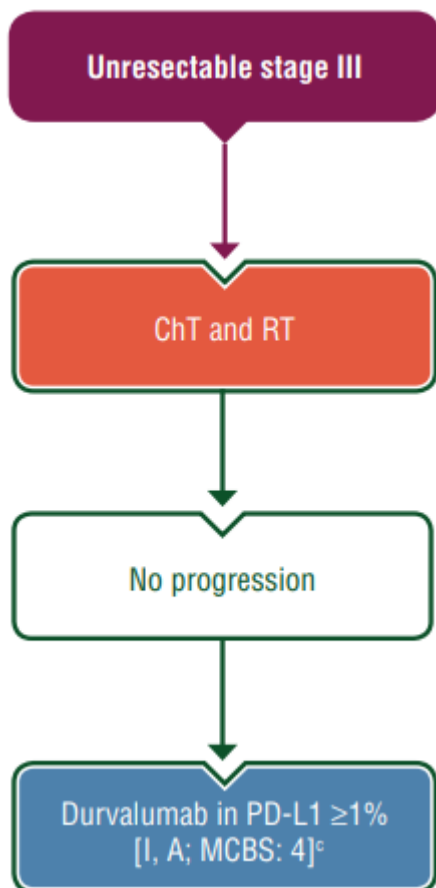 Unresectable stage III
ChT and RT
No progression
Durvalumab in PD-L1 ≥1%
[I, A; MCBS: 4]ᶜ